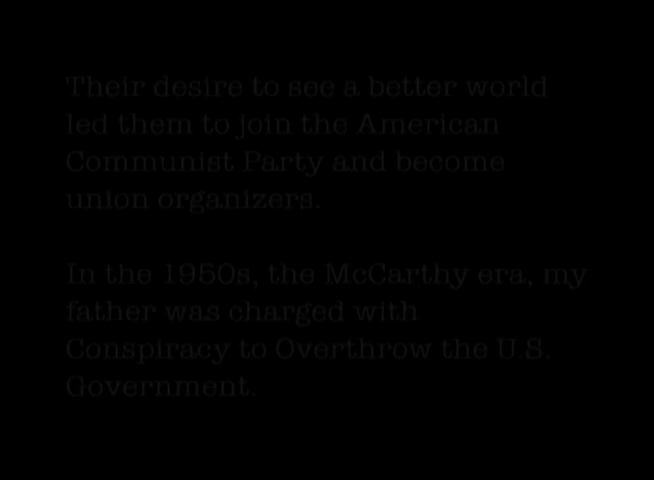 Their desire to see a better world
led them to join the American
Communist Party and become
union organizers.
In the 1950s, the McCarthy era, my
father was charged with
Conspiracy to Overthrow the U.S.
Government.